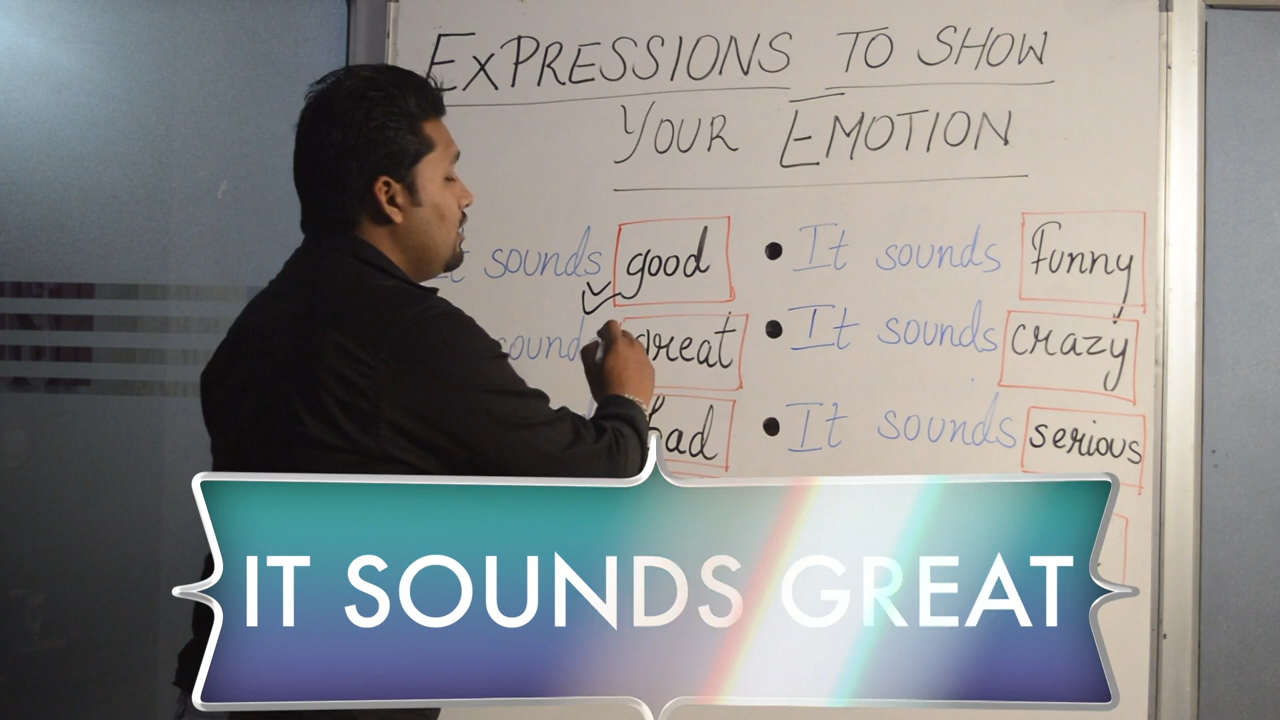 EXPRESSIONS TO SHOW
YOUR EMOTION
sounds good
great
• It sounds Funny
• It sounds crazy
• It sounds serious
IT SOUNDS GREAT